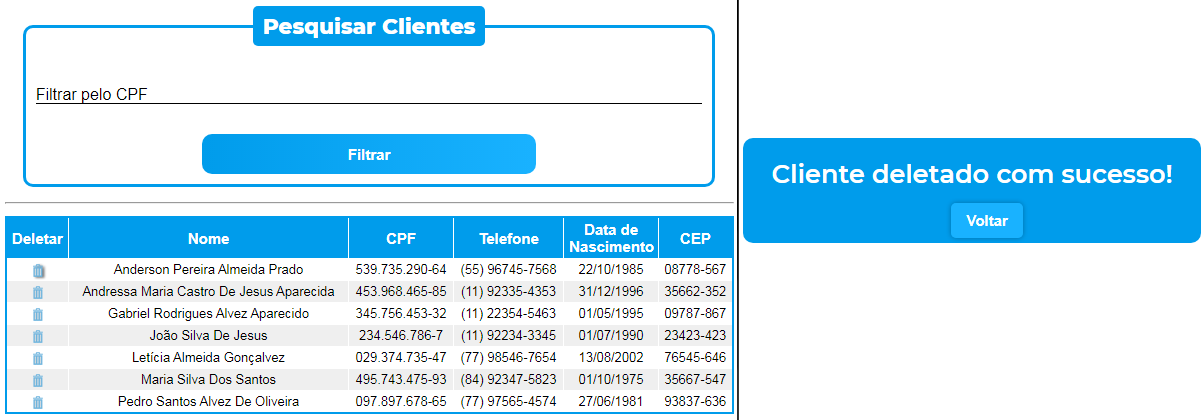 Pesquisar Clientes
Filtrar pelo CPF
Filtrar
Deletar Nome CPF Telefone Data de Nascimento CEP
Anderson Pereira Almeida Prado 539.735.290-64 (55) 96745-7568 22/10/1985 08778-567
Andressa Maria Castro De Jesus Aparecida 453.968.465-85 (11) 92335-4353 31/12/1996 35662-352
Gabriel Rodrigues Alvez Aparecido 345.756.453-32 (11) 22354-5463 01/05/1995 09787-867
João Silva De Jesus 234.546.786-7 (11) 92234-3345 01/07/1990 23423-423
Letícia Almeida Gonçalvez 029.374.735-47 (77) 98546-7654 13/08/2002 76545-646
Maria Silva Dos Santos 495.743.475-93 (84) 92347-5823 01/10/1975 35667-547
Pedro Santos Alvez De Oliveira 097.897.678-65 (77) 97565-4574 27/06/1981 93837-636
Cliente deletado com sucesso!
Voltar